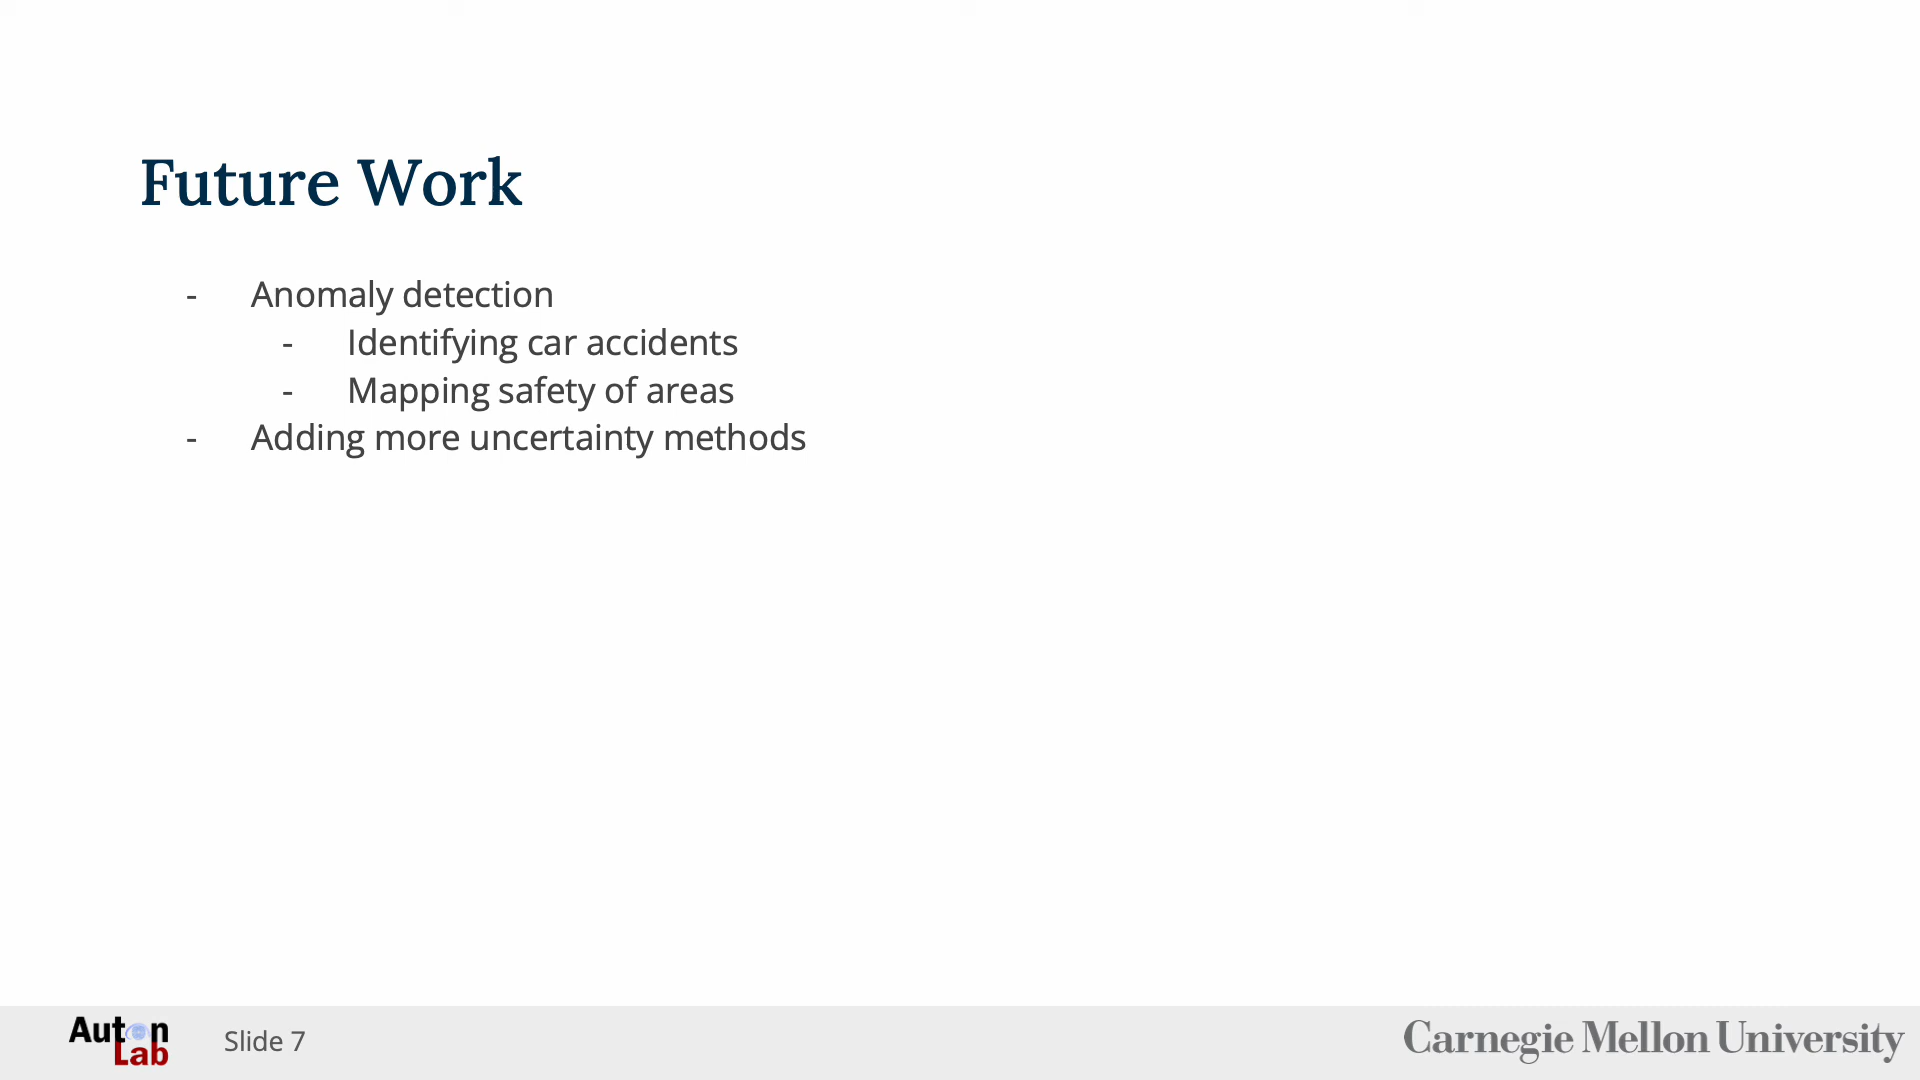 Future Work
- Anomaly detection
- Identifying car accidents
- Mapping safety of areas
- Adding more uncertainty methods
Auton
Lab
Slide 7
Carnegie Mellon University